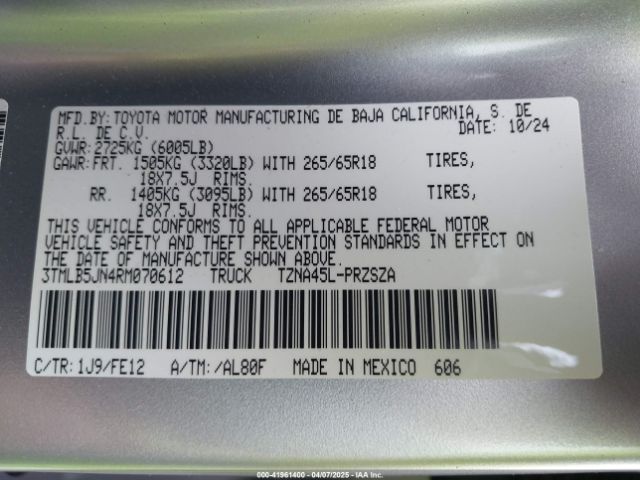 MFD.BY: TOYOTA MOTOR MANUFACTURING DE BAJA CALIFORNIA, S. DE
R.L. DE C.V. DATE: 10/24
GVWR: 2725KG (6005LB)
GAWR: FRT. 1505KG (3320LB) WITH 265/65R18 TIRES,
18X7.5J RIMS.
RR. 1405KG (3095LB) WITH 265/65R18 TIRES,
18X7.5J RIMS.
THIS VEHICLE CONFORMS TO ALL APPLICABLE FEDERAL MOTOR
VEHICLE SAFETY AND THEFT PREVENTION STANDARDS IN EFFECT ON
THE DATE OF MANUFACTURE SHOWN ABOVE.
3TMLB5JN4RM070612 TRUCK TZNA45L-PRZSZA
C/TR: 1J9/FE12 A/TM: /AL80F MADE IN MEXICO 606
000-41961400 - 04/07/2025 - IAA Inc.